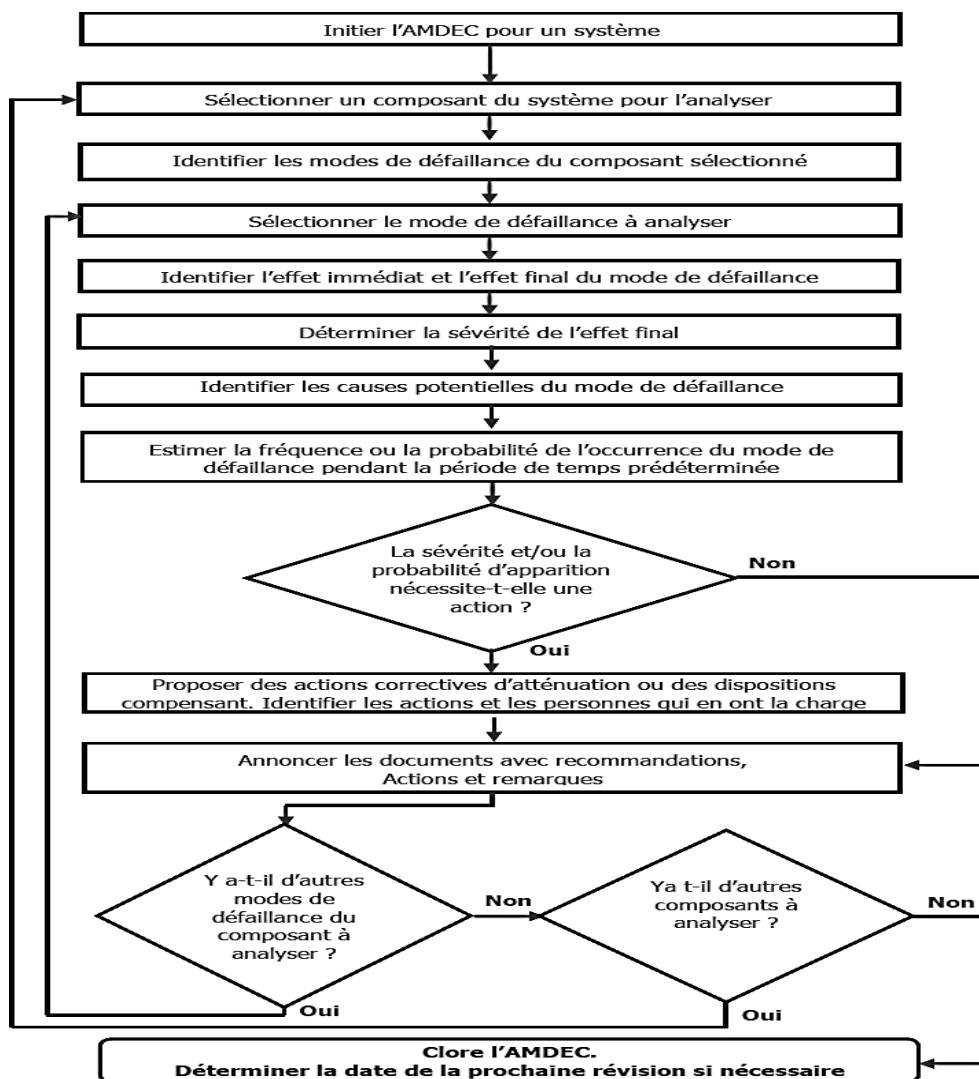 Initier l'AMDEC pour un système
Sélectionner un composant du système pour l'analyser
Identifier les modes de défaillance du composant sélectionné
Sélectionner le mode de défaillance à analyser
Identifier l'effet immédiat et l'effet final du mode de défaillance
Déterminer la sévérité de l'effet final
Identifier les causes potentielles du mode de défaillance
Estimer la fréquence ou la probabilité de l'occurrence du mode de
défaillance pendant la période de temps prédéterminée
La sévérité et/ou la
probabilité d'apparition
nécessite-t-elle une
action ?
Non
Oui
Proposer des actions correctives d'atténuation ou des dispositions
compensant. Identifier les actions et les personnes qui en ont la charge
Annoncer les documents avec recommandations,
Actions et remarques
Y a-t-il d'autres
modes de
défaillance du
composant à
analyser ?
Non
Oui
Ya t-il d'autres
composants à
analyser ?
Non
Oui
Clore l'AMDEC.
Déterminer la date de la prochaine révision si nécessaire